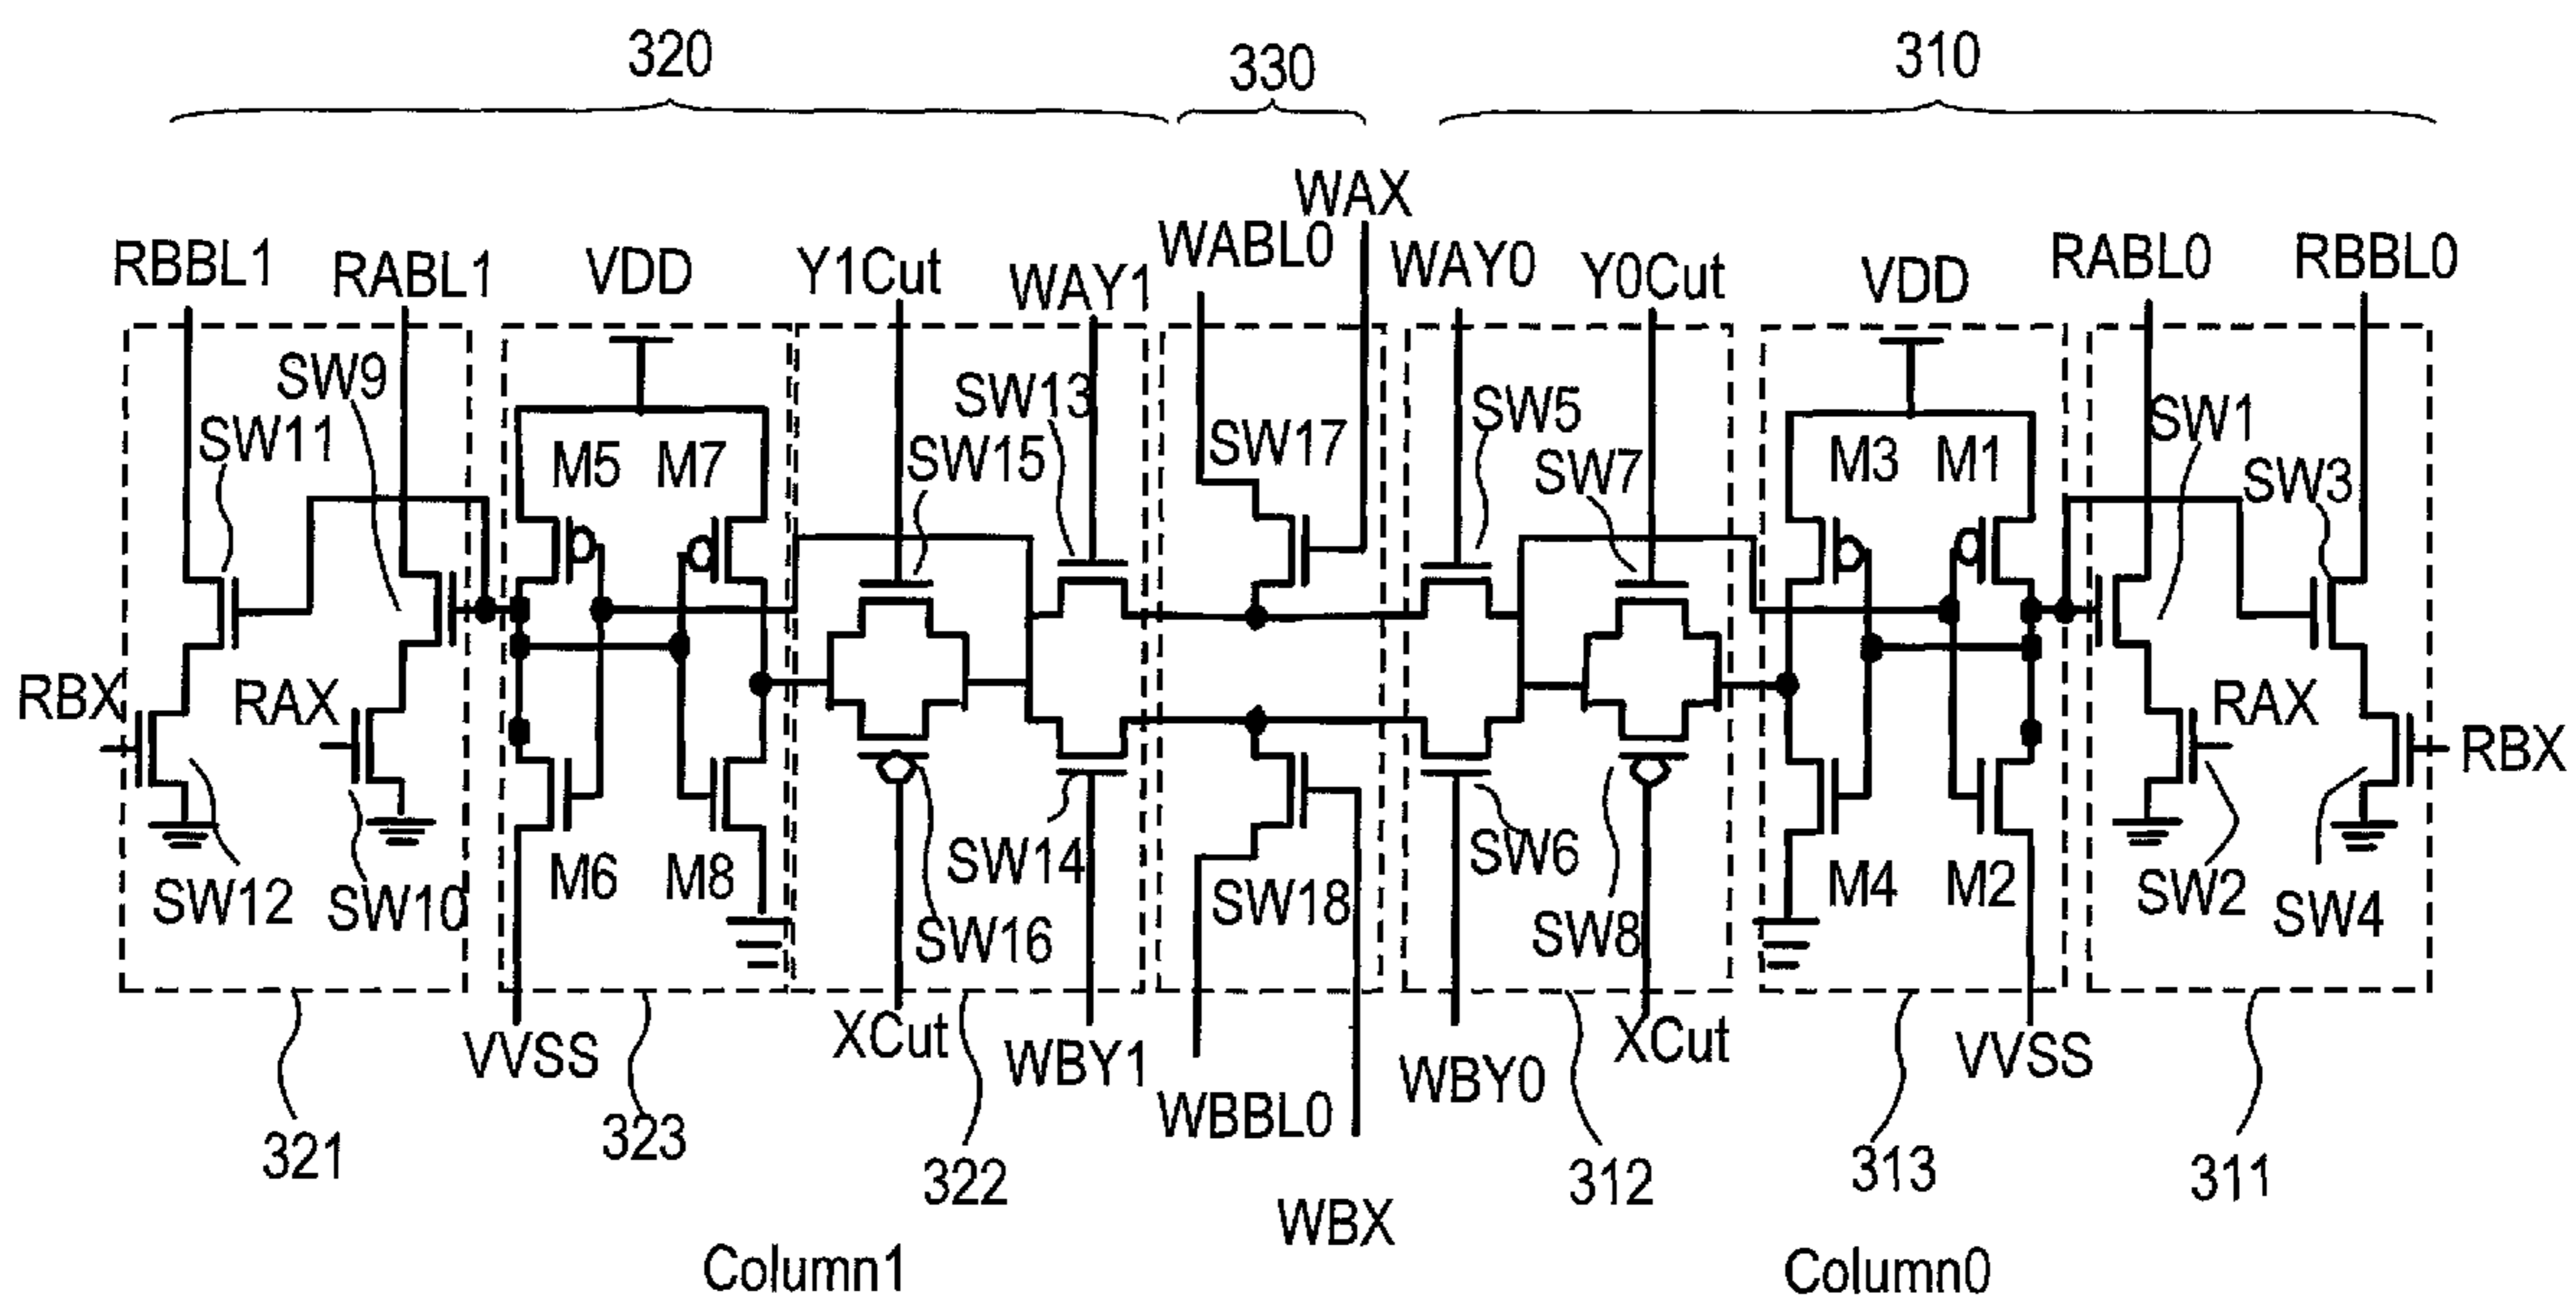 320
330
310
WAX
RBBL1
RABL1
VDD
Y1Cut
WAY1
WABL0
WAY0
Y0Cut
VDD
RABL0
RBBL0
SW9
SW11
M5
M7
SW13
SW15
SW17
SW5
SW7
M3
M1
SW1
SW3
RBX
RAX
RAX
RBX
SW12
SW10
M6
M8
SW14
SW16
SW18
SW6
SW8
M4
M2
SW2
SW4
VVSS
XCut
WBY1
WBBL0
WBY0
XCut
VVSS
321
323
322
312
313
311
WBX
Column1
Column0